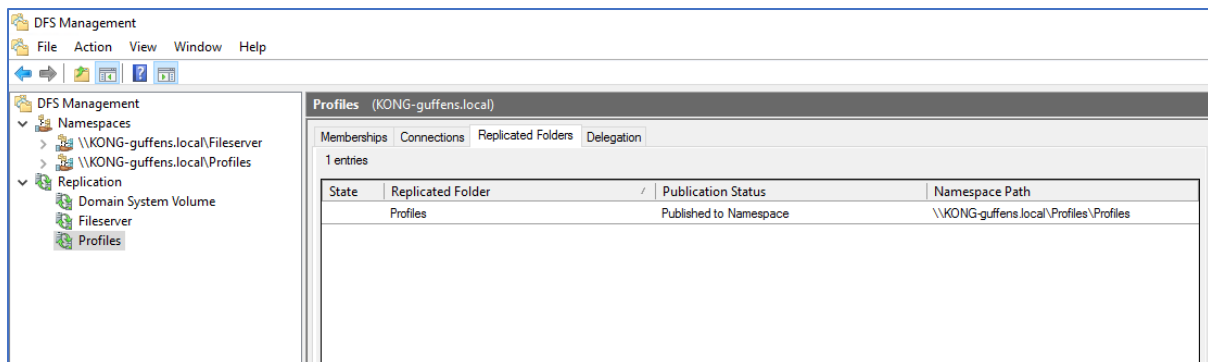 DFS Management
File Action View Window Help
DFS Management
Namespaces
\\KONG-guffens.local\Fileserver
\\KONG-guffens.local\Profiles
Replication
Domain System Volume
Fileserver
Profiles
Profiles (KONG-guffens.local)
Memberships Connections Replicated Folders Delegation
1 entries
State Replicated Folder Publication Status Namespace Path
Profiles Published to Namespace \\KONG-guffens.local\Profiles\Profiles